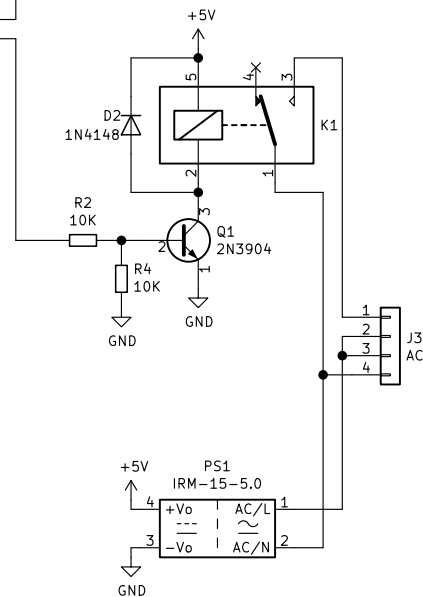 +5V
5
4
3
D2
1N4148
K1
2
1
R2
10K
3
Q1
2N3904
2
1
R4
10K
GND
GND
1
2
3
4
J3
AC
+5V
PS1
IRM-15-5.0
4
+Vo
AC/L
1
3
-Vo
AC/N
2
GND